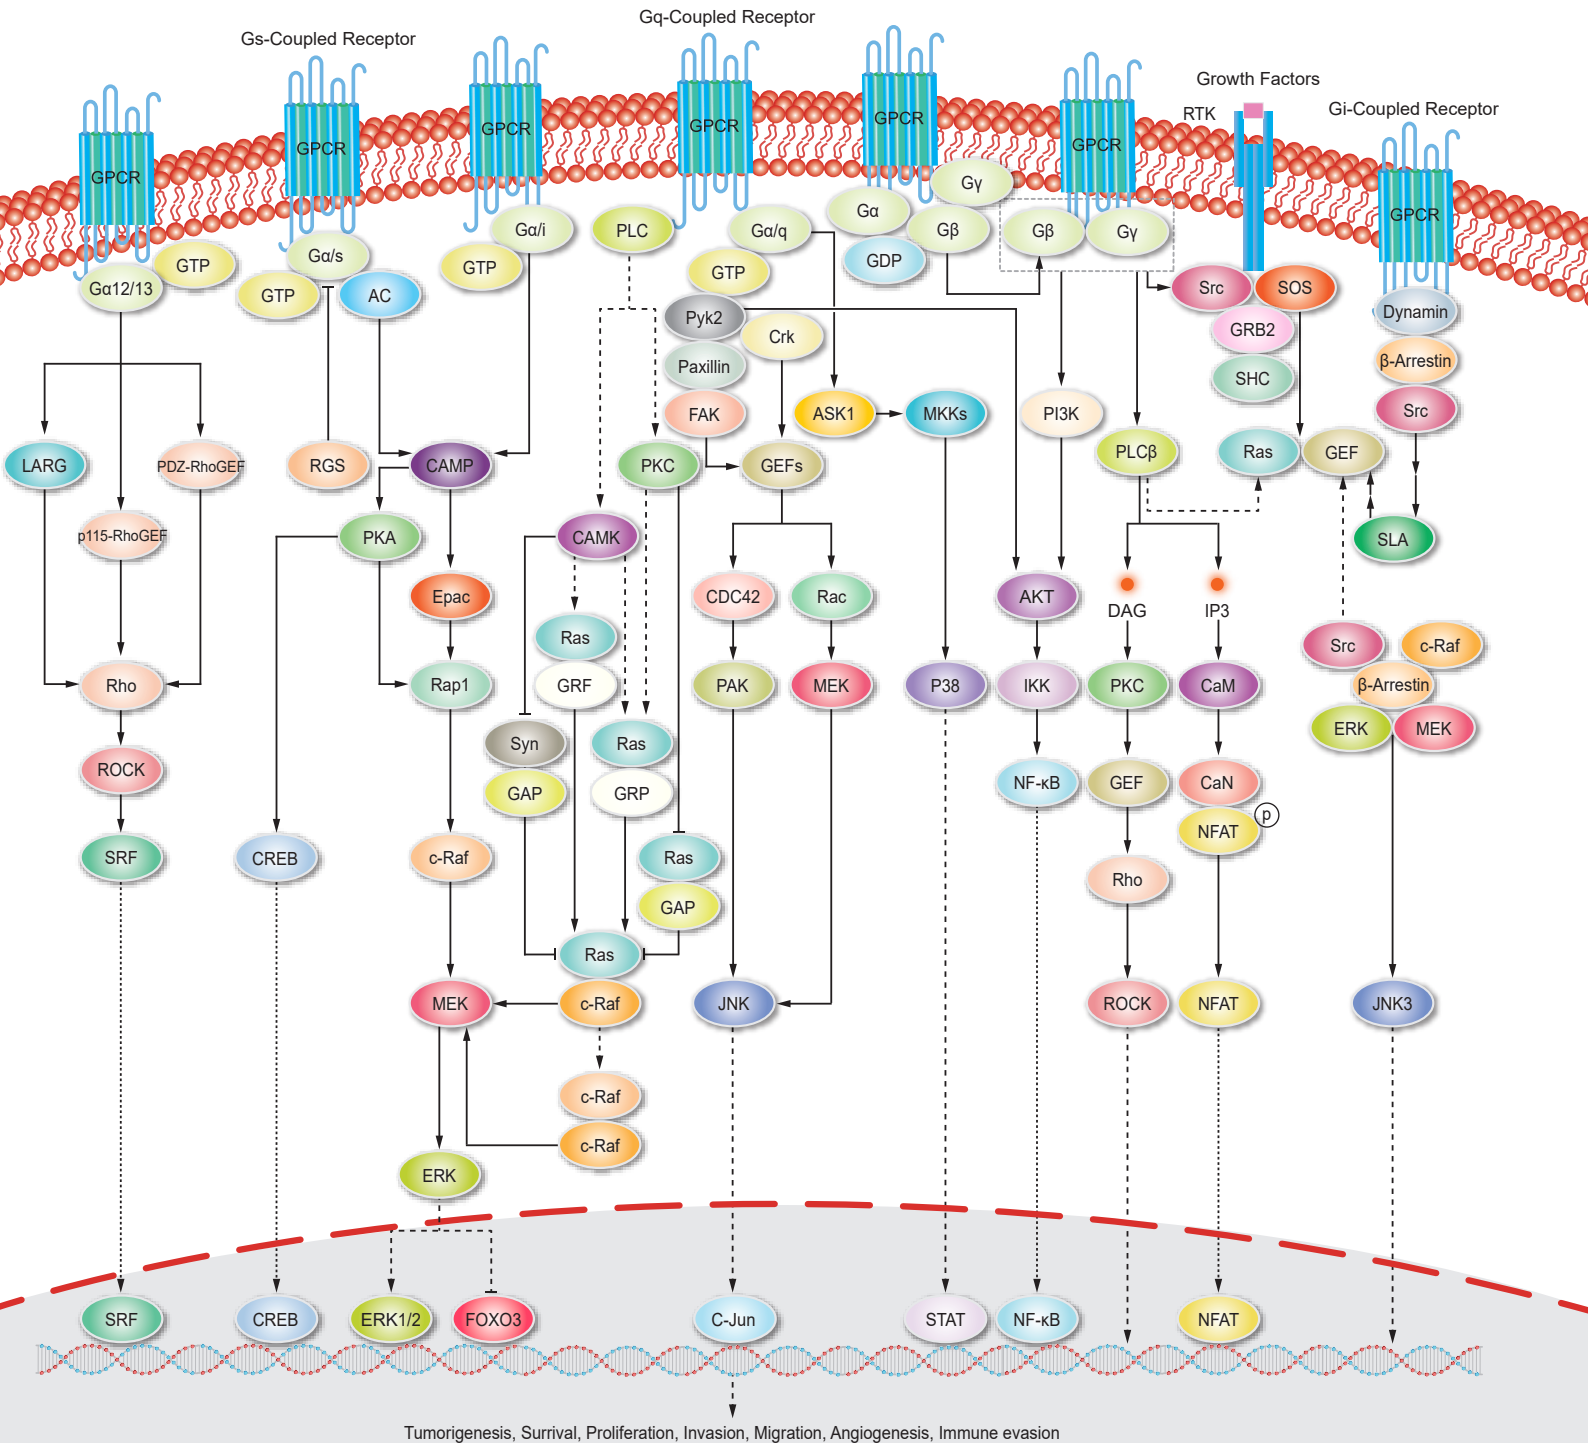 Gq-Coupled Receptor
Gs-Coupled Receptor
Growth Factors
RTK
Gi-Coupled Receptor
GPCR
GPCR
GPCR
GPCR
GPCR
GPCR
GPCR
Gα12/13
GTP
Gα/s
GTP
AC
Gα/i
GTP
PLC
Gα/q
GTP
Gα
Gγ
Gβ
GDP
Gβ
Gγ
Src
SOS
GRB2
SHC
Dynamin
β-Arrestin
Src
Pyk2
Crk
Paxillin
FAK
ASK1
MKKs
PI3K
PLCβ
Ras
GEF
LARG
PDZ-RhoGEF
RGS
CAMP
PKC
GEFs
p115-RhoGEF
PKA
CAMK
SLA
Epac
CDC42
Rac
AKT
DAG
IP3
Ras
GRF
Src
c-Raf
β-Arrestin
ERK
MEK
Rho
Rap1
PAK
MEK
P38
IKK
PKC
CaM
Syn
GAP
Ras
GRP
ROCK
NF-κB
GEF
CaN
NFAT
p
SRF
CREB
c-Raf
Ras
GAP
Rho
Ras
c-Raf
MEK
JNK
ROCK
NFAT
JNK3
c-Raf
c-Raf
ERK
SRF
CREB
ERK1/2
FOXO3
C-Jun
STAT
NF-κB
NFAT
Tumorigenesis, Surrival, Proliferation, Invasion, Migration, Angiogenesis, Immune evasion